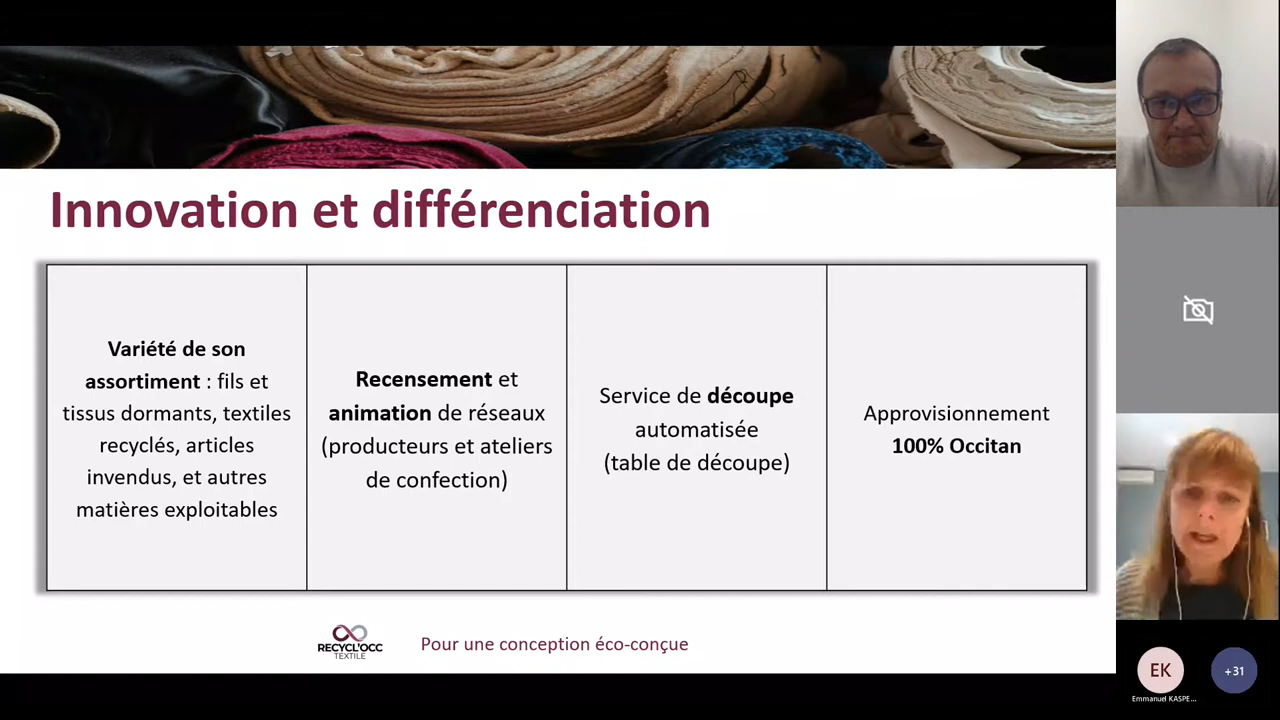 Innovation et différenciation
Variété de son
assortiment : fils et
tissus dormants, textiles
recyclés, articles
invendus, et autres
matières exploitables
Recensement et
animation de réseaux
(producteurs et ateliers
de confection)
Service de découpe
automatisée
(table de découpe)
Approvisionnement
100% Occitan
RECYCL'OCC
TEXTILE
Pour une conception éco-conçue
EK
+31
Emmanuel KASPE...